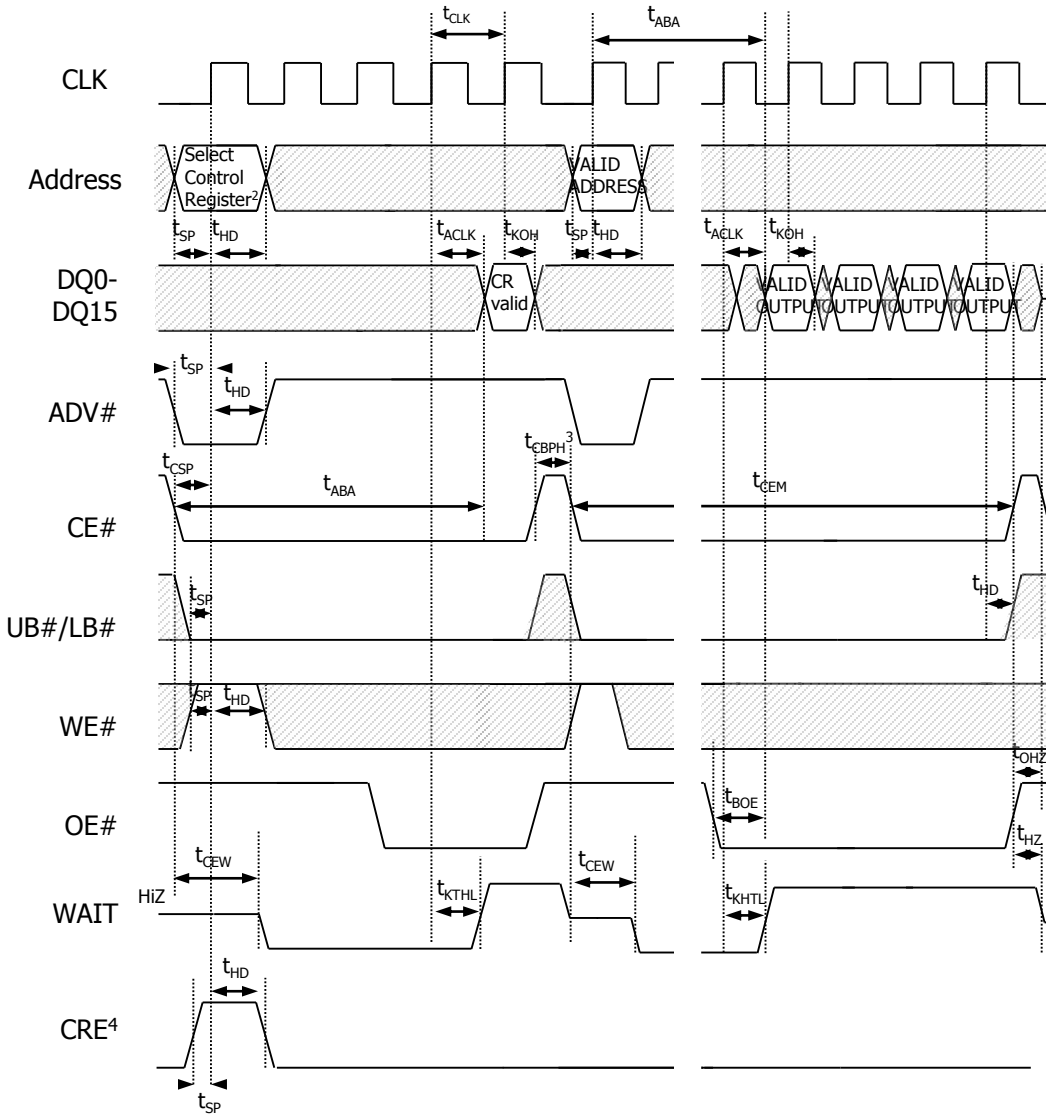 tCLK
tABA
CLK
Address
Select
Control
Register2
VALID
ADDRESS
tSP
tHD
tACLK
tKOH
tSP
tHD
tACLK
tKOH
DQ0-
DQ15
CR
valid
VALID
OUTPUT
VALID
OUTPUT
VALID
OUTPUT
VALID
OUTPUT
tSP
tHD
ADV#
tCBPH3
tCSP
tABA
tCEM
CE#
tSP
tHD
UB#/LB#
tSP
tHD
WE#
tOHZ
tBOE
OE#
tHZ
tCEW
tCEW
HiZ
tKTHL
tKHTL
WAIT
tHD
CRE4
tSP